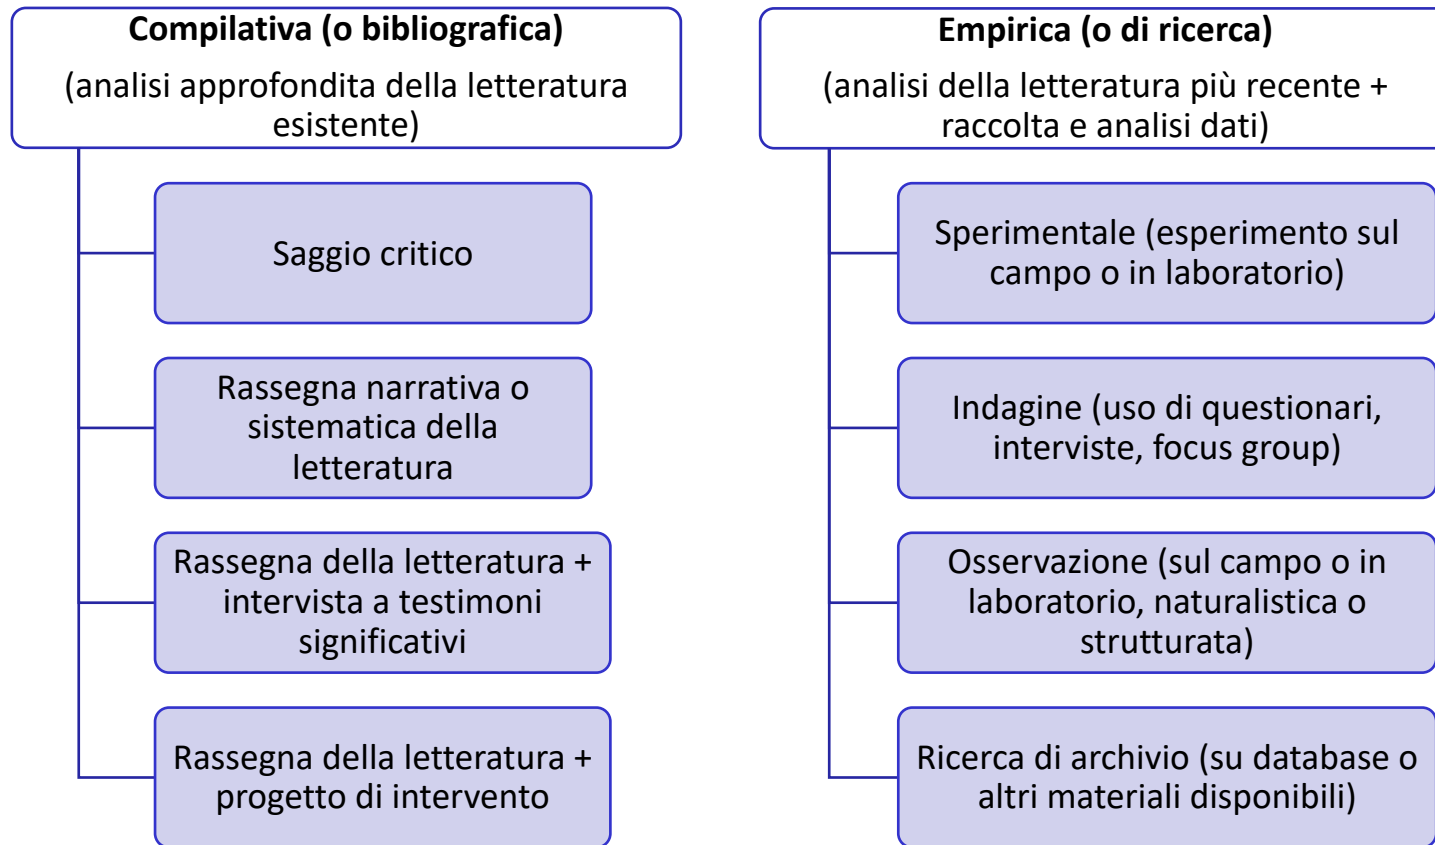 Compilativa (o bibliografica)
(analisi approfondita della letteratura
esistente)
Saggio critico
Rassegna narrativa o
sistematica della
letteratura
Rassegna della letteratura +
intervista a testimoni
significativi
Rassegna della letteratura +
progetto di intervento
Empirica (o di ricerca)
(analisi della letteratura più recente +
raccolta e analisi dati)
Sperimentale (esperimento sul
campo o in laboratorio)
Indagine (uso di questionari,
interviste, focus group)
Osservazione (sul campo o in
laboratorio, naturalistica o
strutturata)
Ricerca di archivio (su database o
altri materiali disponibili)